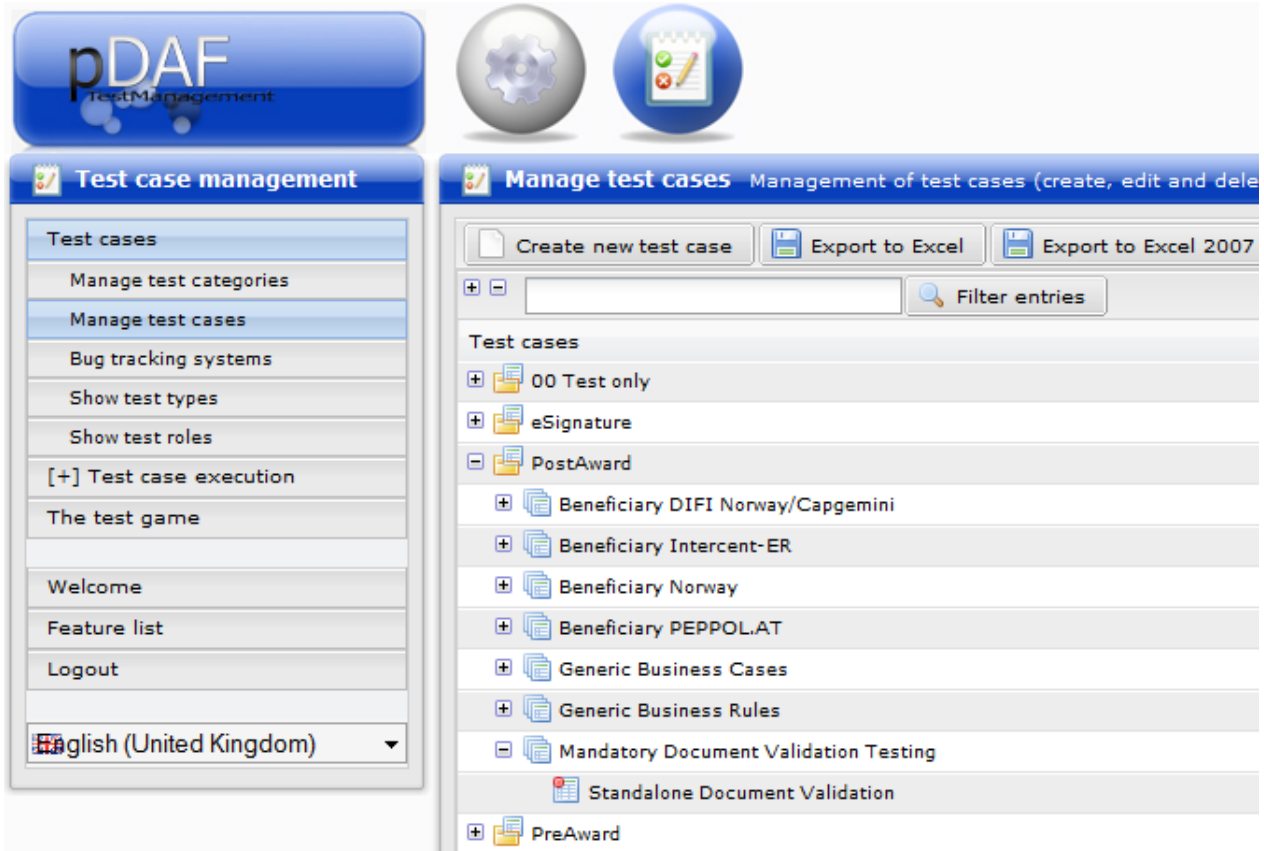 pDAF
TestManagement
Test case management
Test cases
Manage test categories
Manage test cases
Bug tracking systems
Show test types
Show test roles
[+] Test case execution
The test game
Welcome
Feature list
Logout
English (United Kingdom)
Manage test cases Management of test cases (create, edit and dele
Create new test case Export to Excel Export to Excel 2007
Filter entries
Test cases
00 Test only
eSignature
PostAward
Beneficiary DIFI Norway/Capgemini
Beneficiary Intercent-ER
Beneficiary Norway
Beneficiary PEPPOL.AT
Generic Business Cases
Generic Business Rules
Mandatory Document Validation Testing
Standalone Document Validation
PreAward